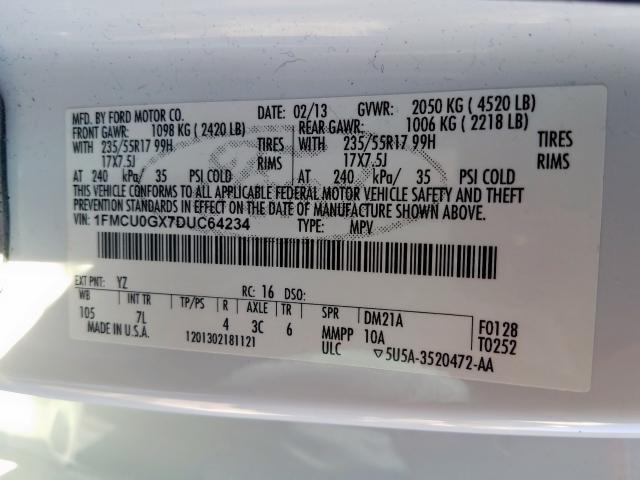 MFD. BY FORD MOTOR CO. 02/13 GVWR: 2050 KG (4520 LB)
FRONT GAWR: 1098 KG (2420 LB) REAR GAWR: 1006 KG (2218 LB)
WITH 235/55R17 99H TIRES WITH 235/55R17 99H TIRES
17X7.5J RIMS 17X7.5J RIMS
AT 240 kPa/ 35 PSI COLD AT 240 kPa/ 35 PSI COLD
THIS VEHICLE CONFORMS TO ALL APPLICABLE FEDERAL MOTOR VEHICLE SAFETY AND THEFT
PREVENTION STANDARDS IN EFFECT ON THE DATE OF MANUFACTURE SHOWN ABOVE.
VIN: 1FMCU0GX7DUC64234 TYPE: MPV
EXT PNT: YZ RC: 16 DSO:
WB INT TR TP/PS R AXLE TR SPR DM21A F0128
105 7L 4 3C 6 MMPP 10A T0252
MADE IN U.S.A. 1201302181121 ULC ▽5U5A-3520472-AA